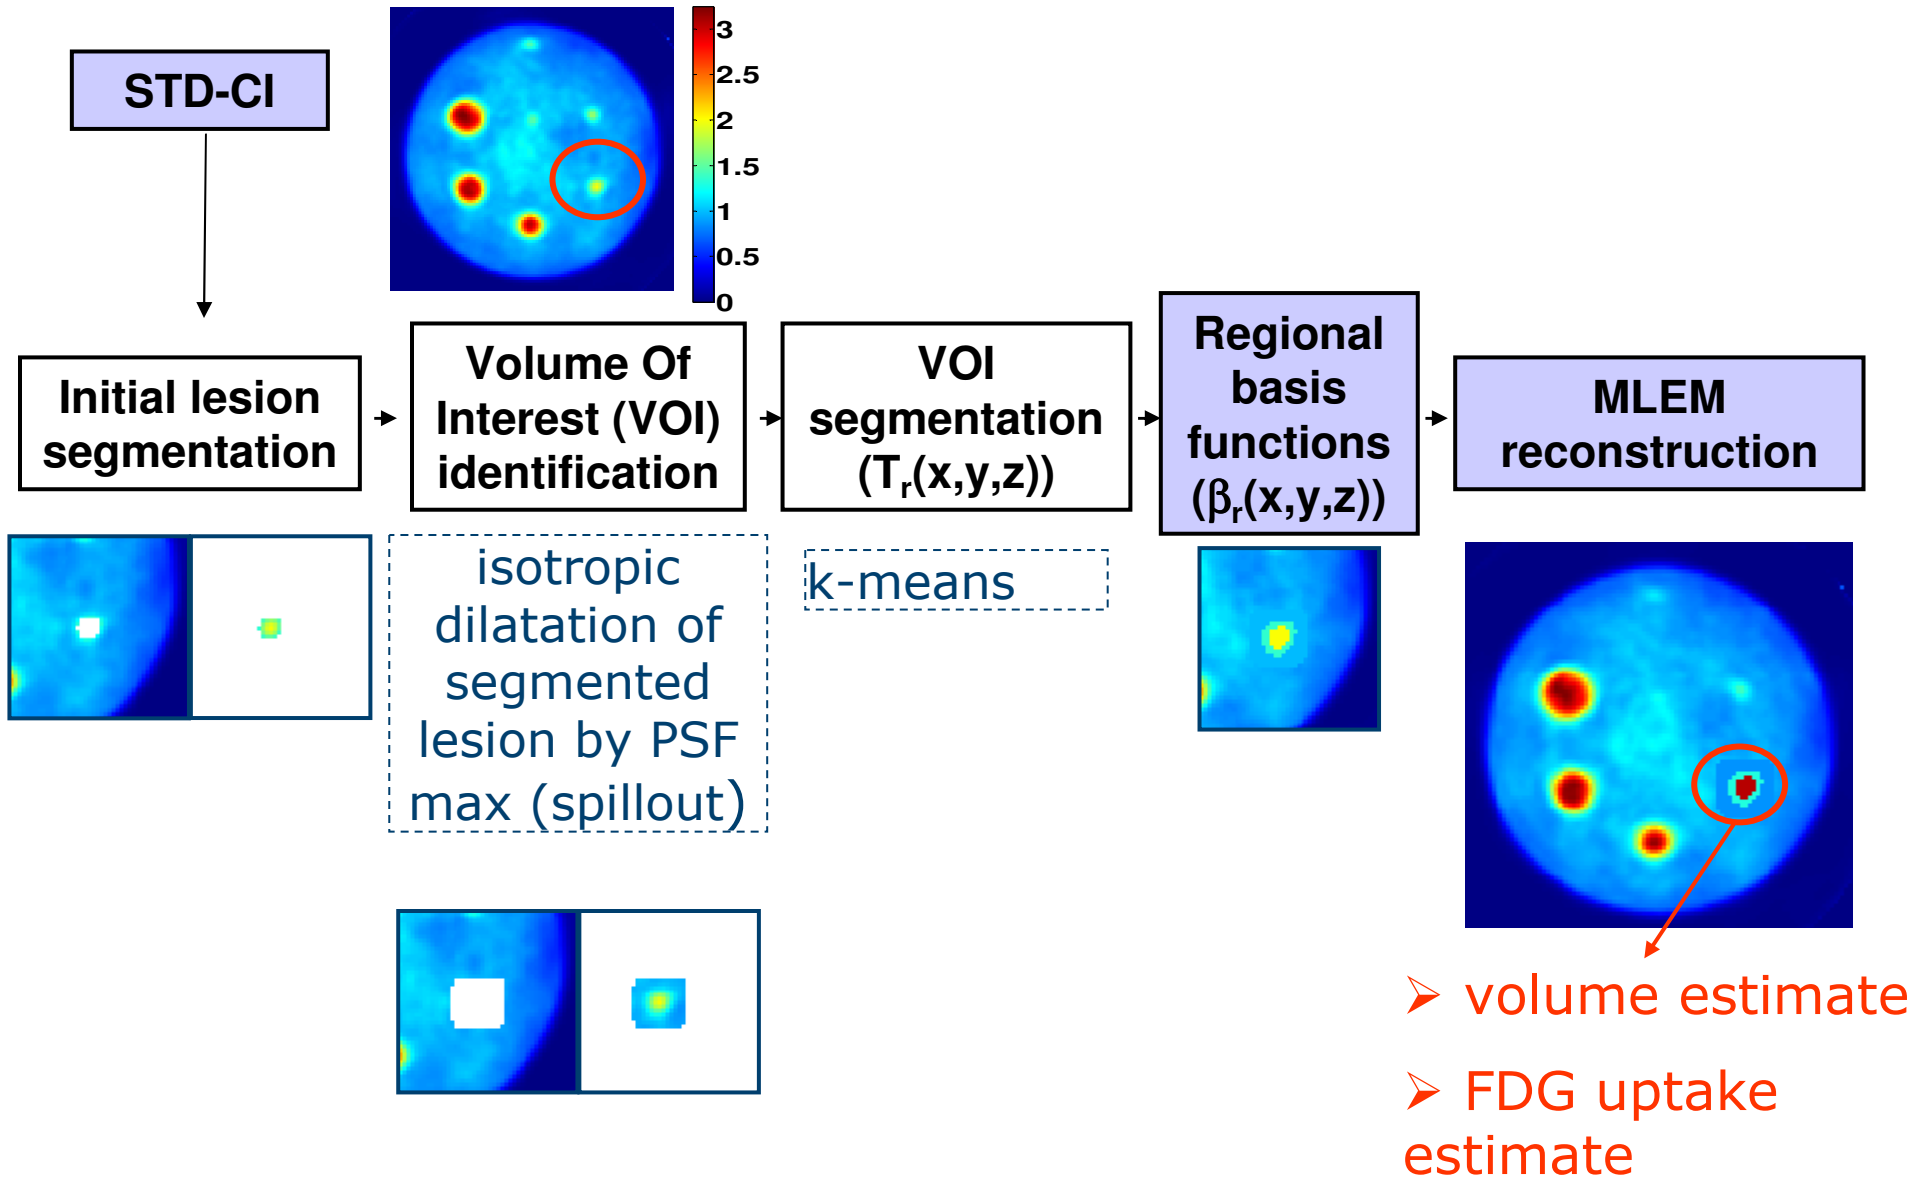 STD-CI
3
2.5
2
1.5
1
0.5
0
Initial lesion
segmentation
Volume Of
Interest (VOI)
identification
VOI
segmentation
(Tr(x,y,z))
Regional
basis
functions
(βr(x,y,z))
MLEM
reconstruction
isotropic
dilatation of
segmented
lesion by PSF
max (spillout)
k-means
➢ volume estimate
➢ FDG uptake
estimate